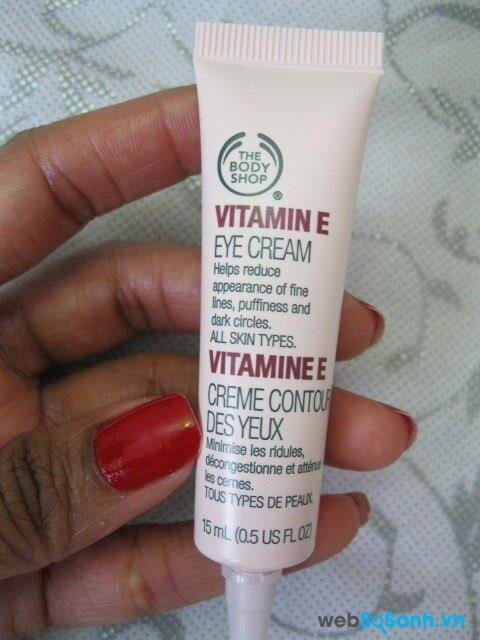 THE
BODY
SHOP
®
VITAMIN E
EYE CREAM
Helps reduce
appearance of fine
lines, puffiness and
dark circles.
ALL SKIN TYPES.
VITAMINE E
CREME CONTOU
DES YEUX
Minimise les ridules,
décongestionne et atténue
les cernes.
TOUS TYPES DE PEAUX.
15 mL (0.5 US FL OZ)
webSoSanh.vn